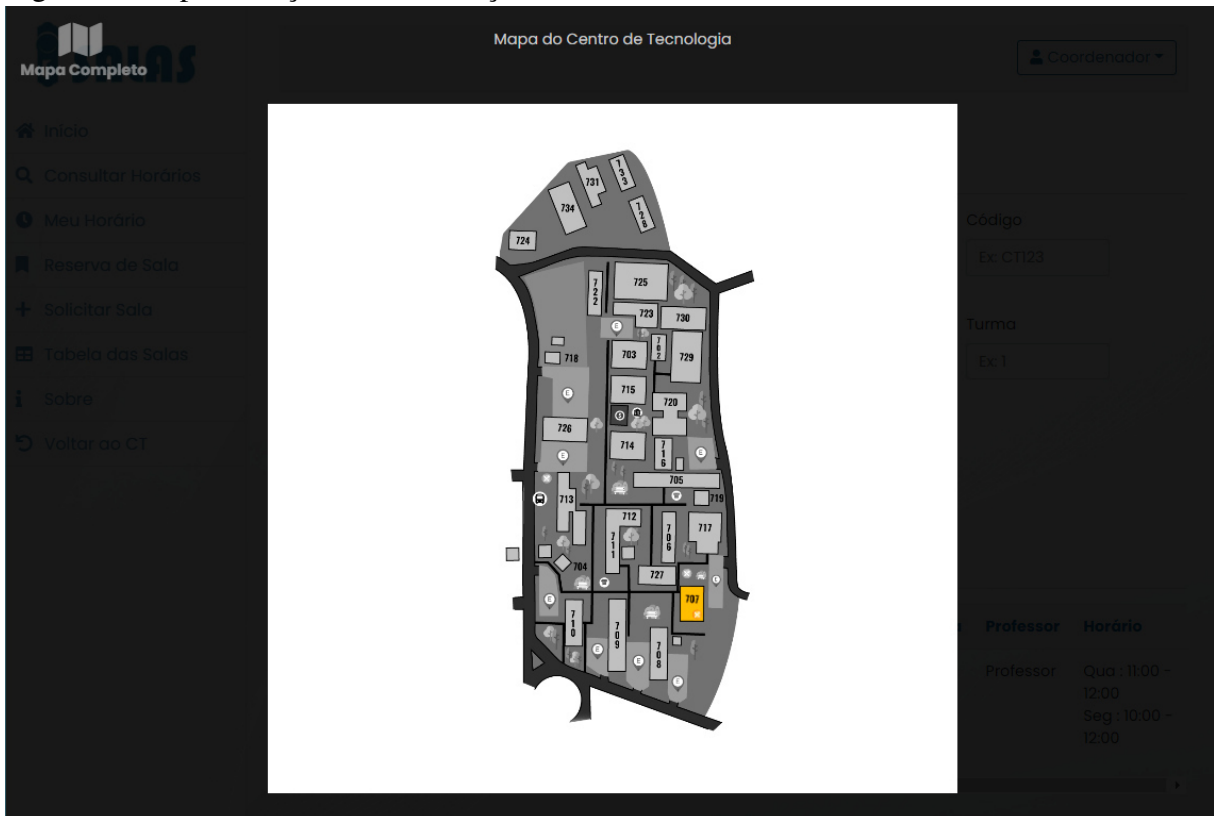 Mapa do Centro de Tecnologia
Mapa Completo
SALAS
Coordenador
Início
Consultar Horários
Meu Horário
Reserva de Sala
Solicitar Sala
Tabela das Salas
Sobre
Voltar ao CT
Código
Ex: CT123
Turma
Ex: 1
733
731
734
728
724
722
725
723
730
702
703
729
718
715
720
726
714
716
705
713
719
712
711
706
717
704
727
707
710
709
708
E
E
E
E
E
E
E
E
E
Professor Horário
Professor Qua : 11:00 -
12:00
Seg : 10:00 -
12:00